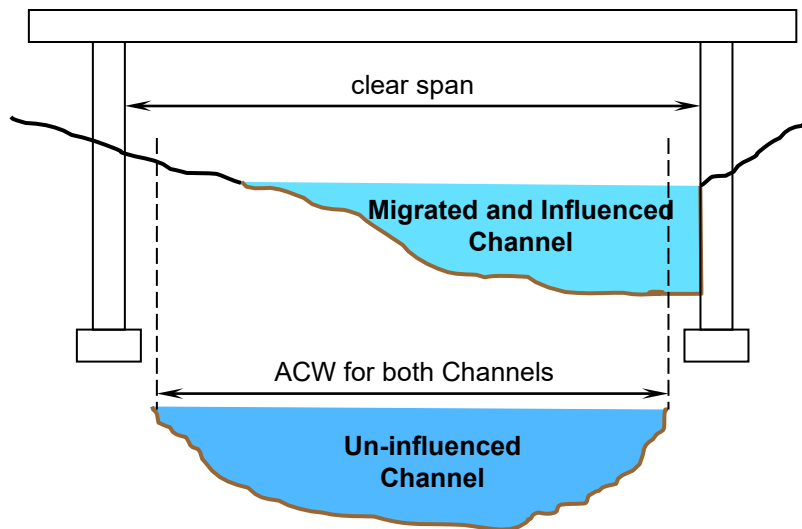 clear span
Migrated and Influenced
Channel
ACW for both Channels
Un-influenced
Channel